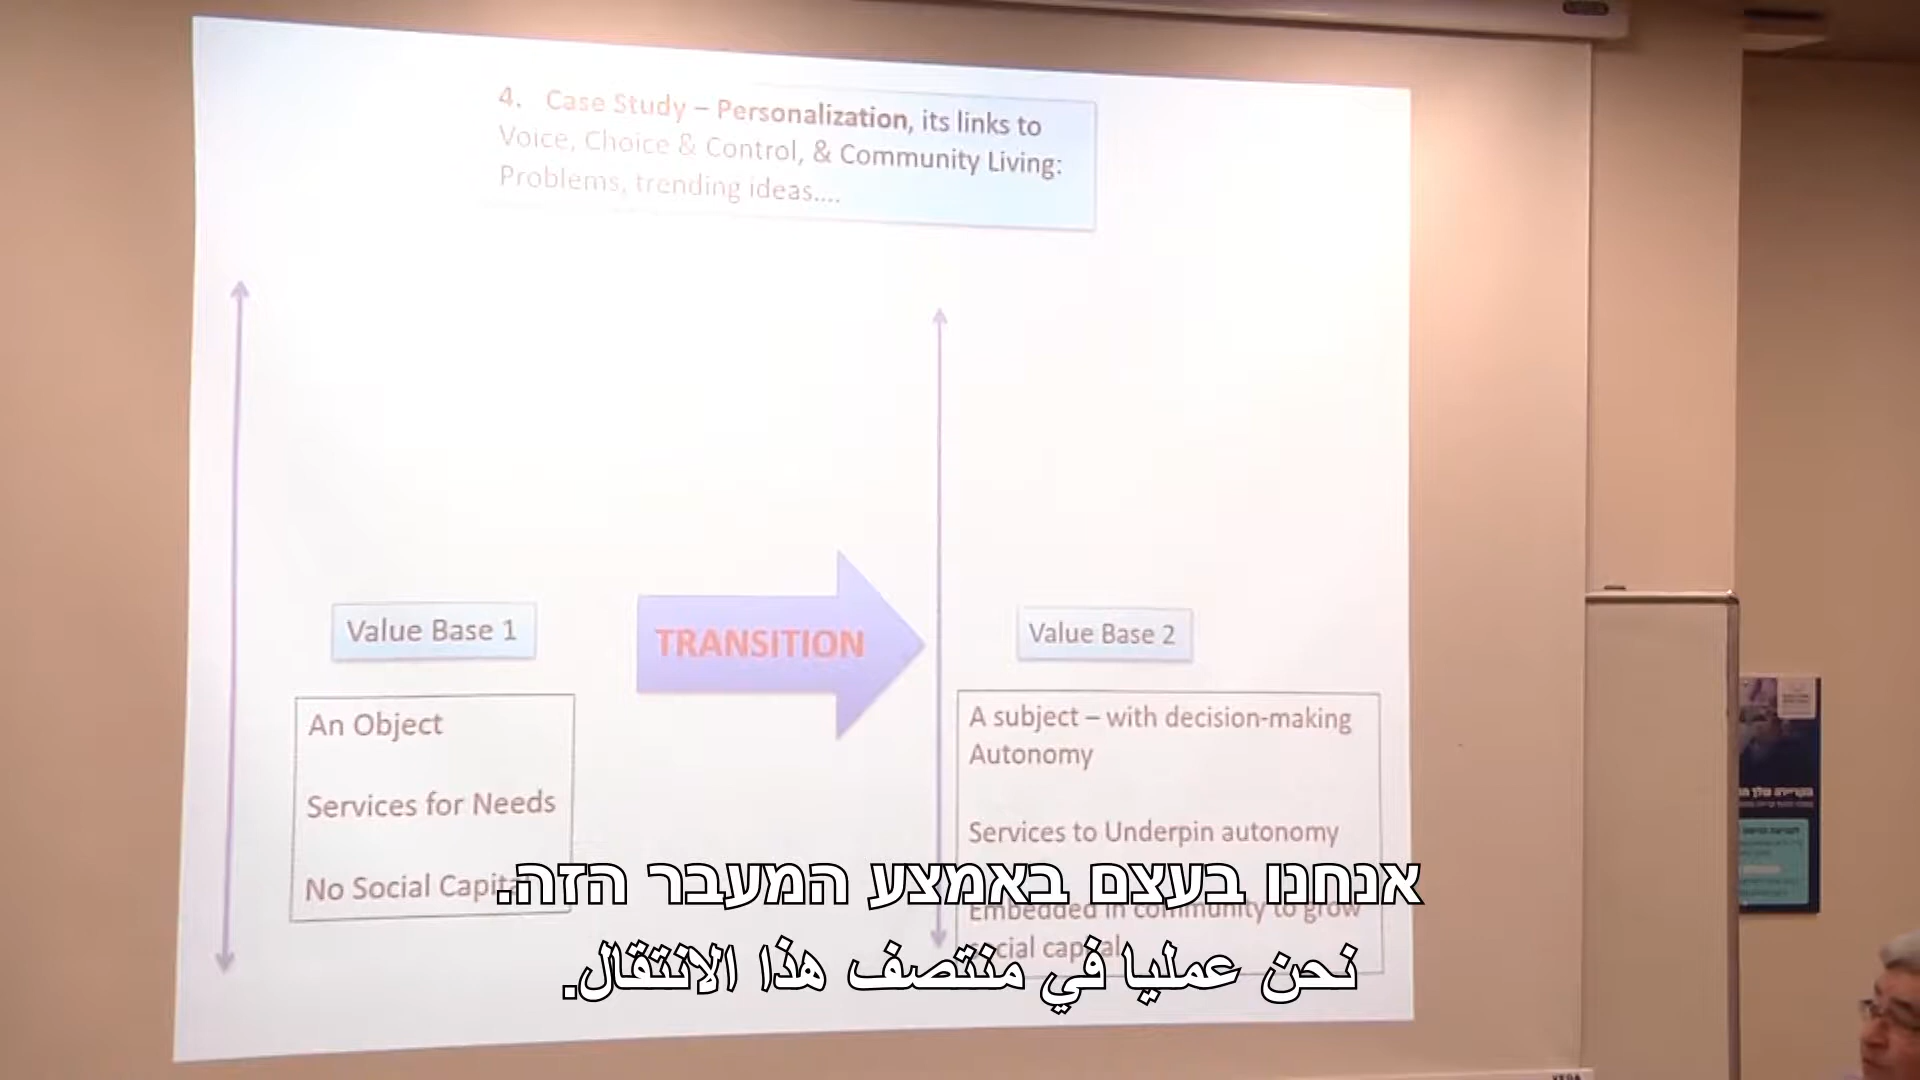 4. Case Study – Personalization, its links to
Voice, Choice & Control, & Community Living:
Problems, trending ideas....
Value Base 1
TRANSITION
Value Base 2
An Object
Services for Needs
No Social Capital
A subject – with decision-making
Autonomy
Services to Underpin autonomy
Embedded in community to grow
social capital
אנחנו בעצם באמצע המעבר הזה.
نحن عمليا في منتصف هذا الانتقال.